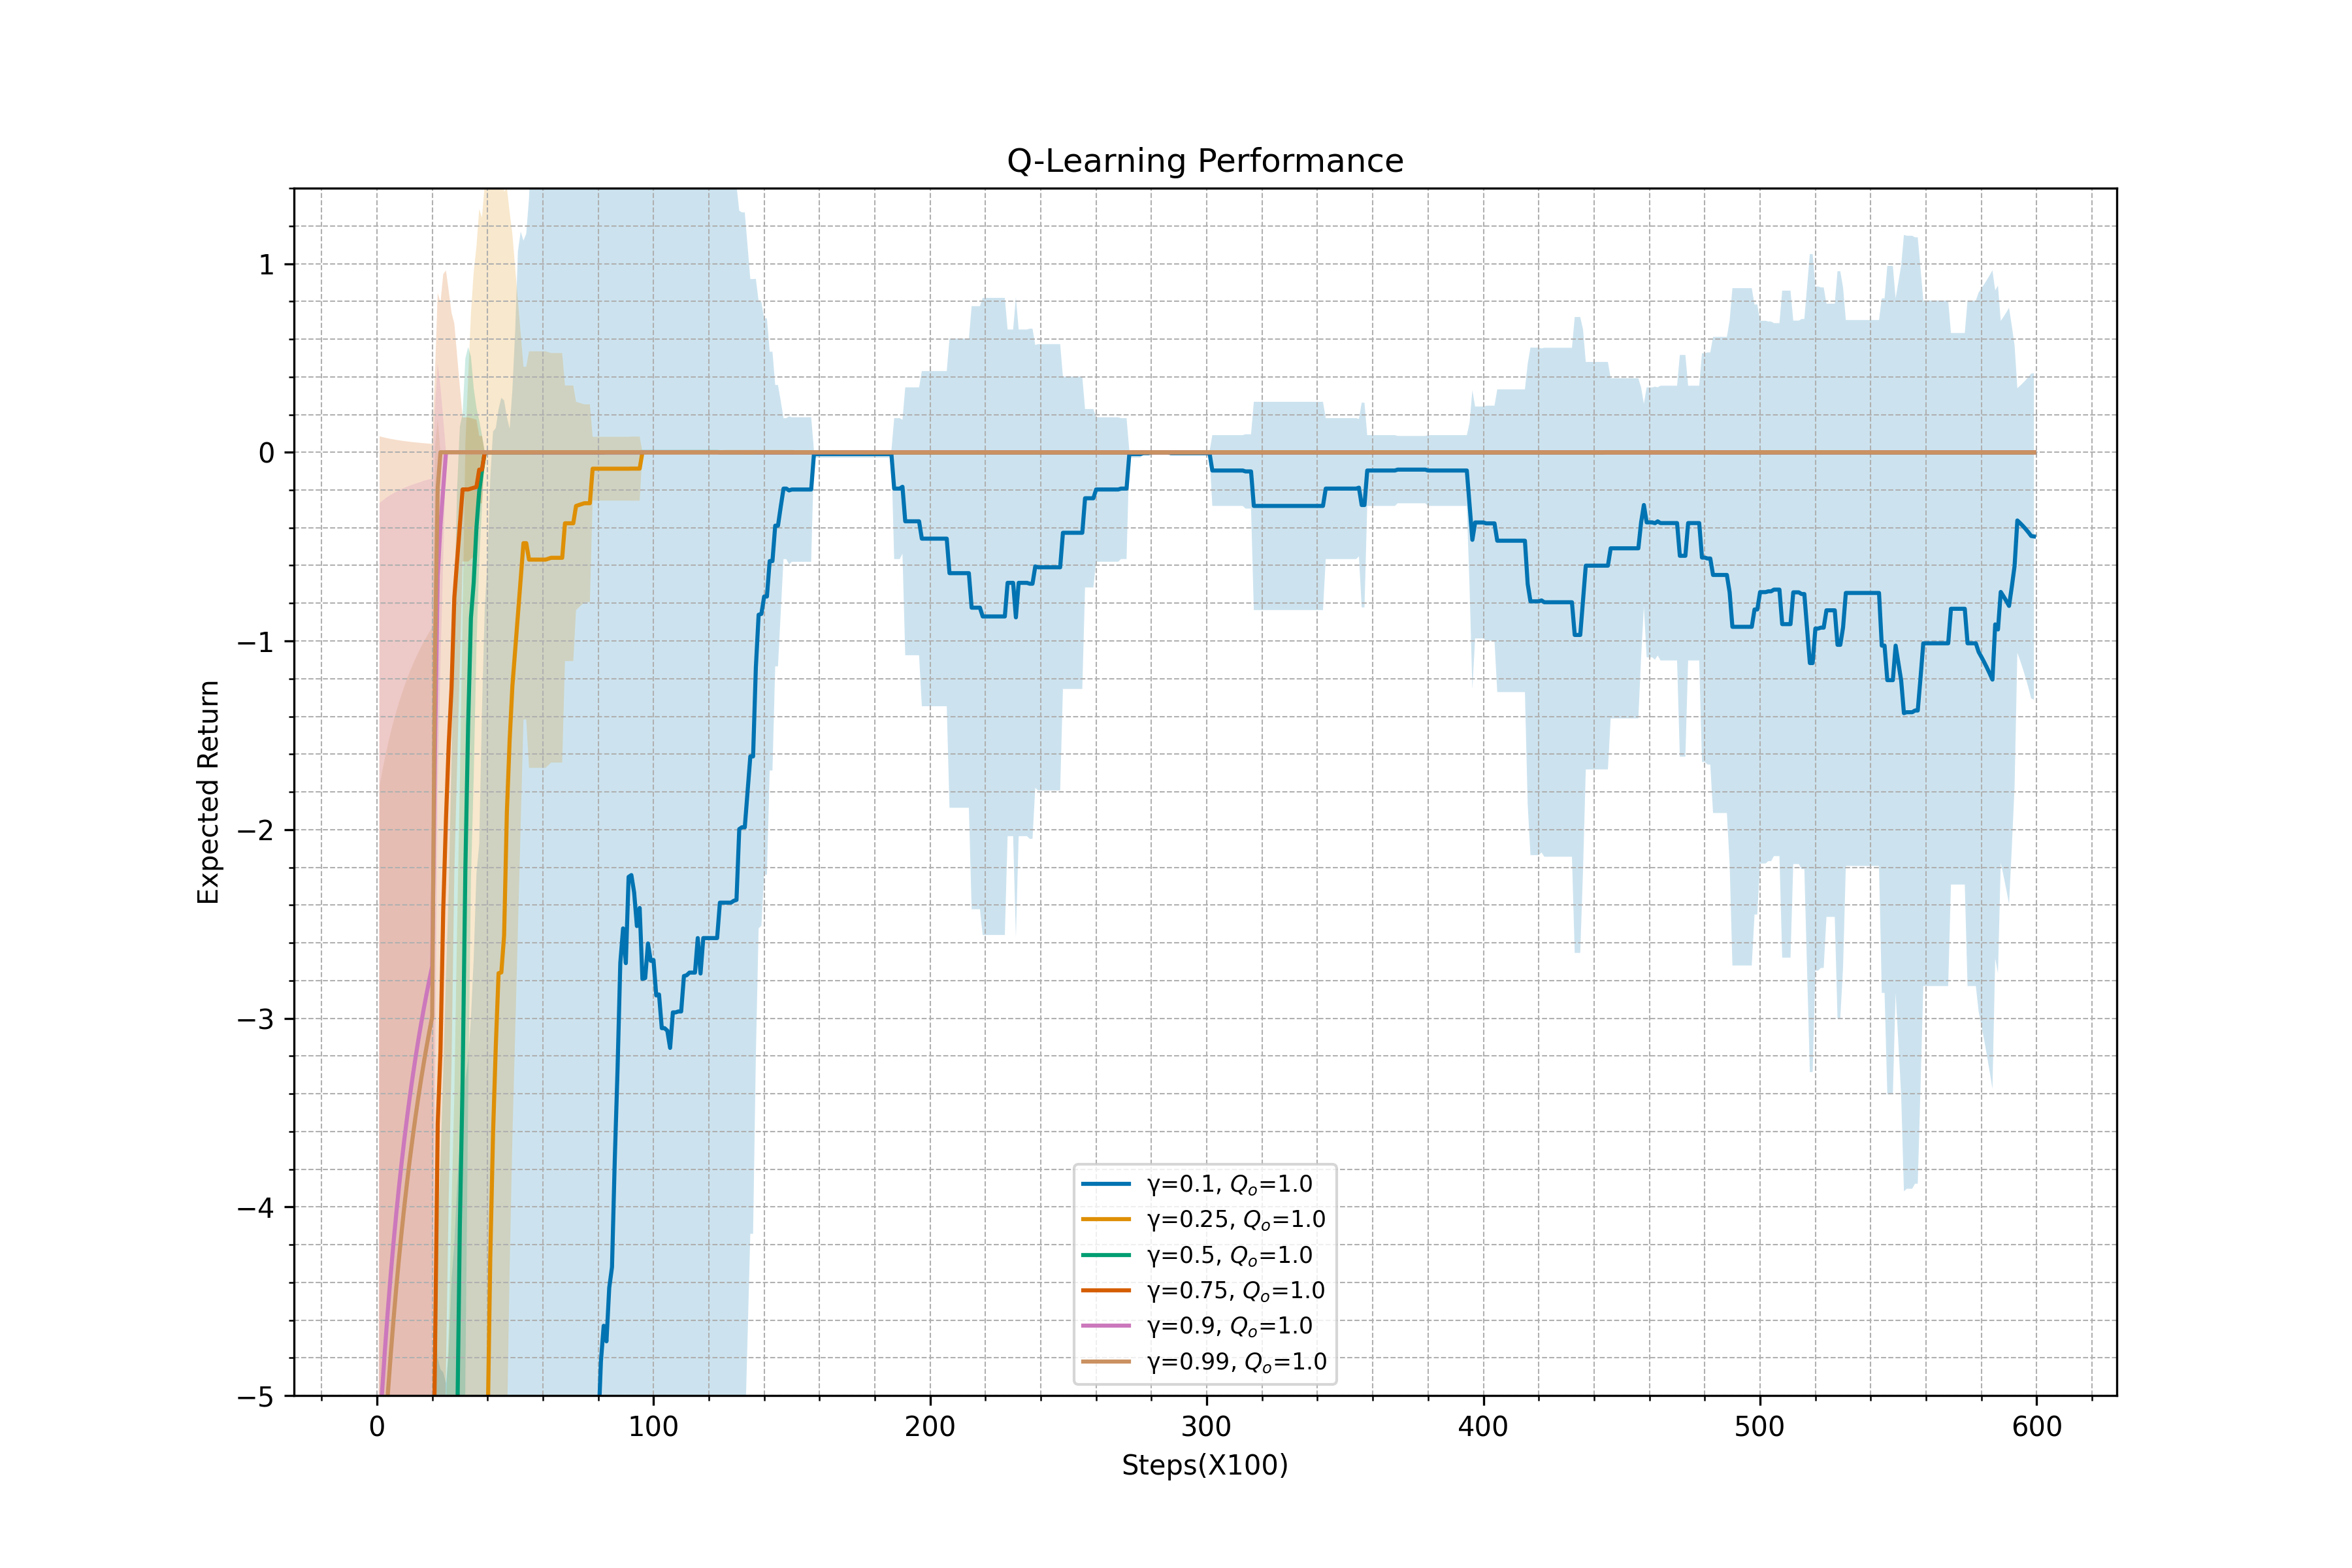 Q-Learning Performance
Expected Return
1
0
−1
−2
−3
−4
−5
0 100 200 300 400 500 600
Steps(X100)
γ=0.1, Qₒ=1.0
γ=0.25, Qₒ=1.0
γ=0.5, Qₒ=1.0
γ=0.75, Qₒ=1.0
γ=0.9, Qₒ=1.0
γ=0.99, Qₒ=1.0